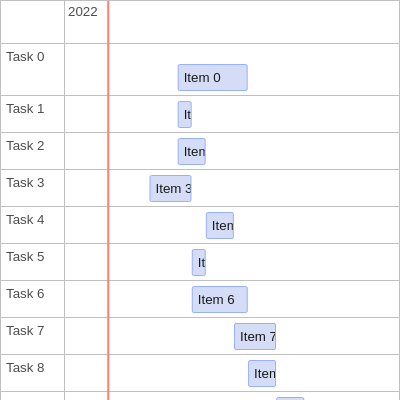 2022
Task 0
Item 0
Task 1
It
Task 2
Item
Task 3
Item 3
Task 4
Item
Task 5
It
Task 6
Item 6
Task 7
Item 7
Task 8
Item